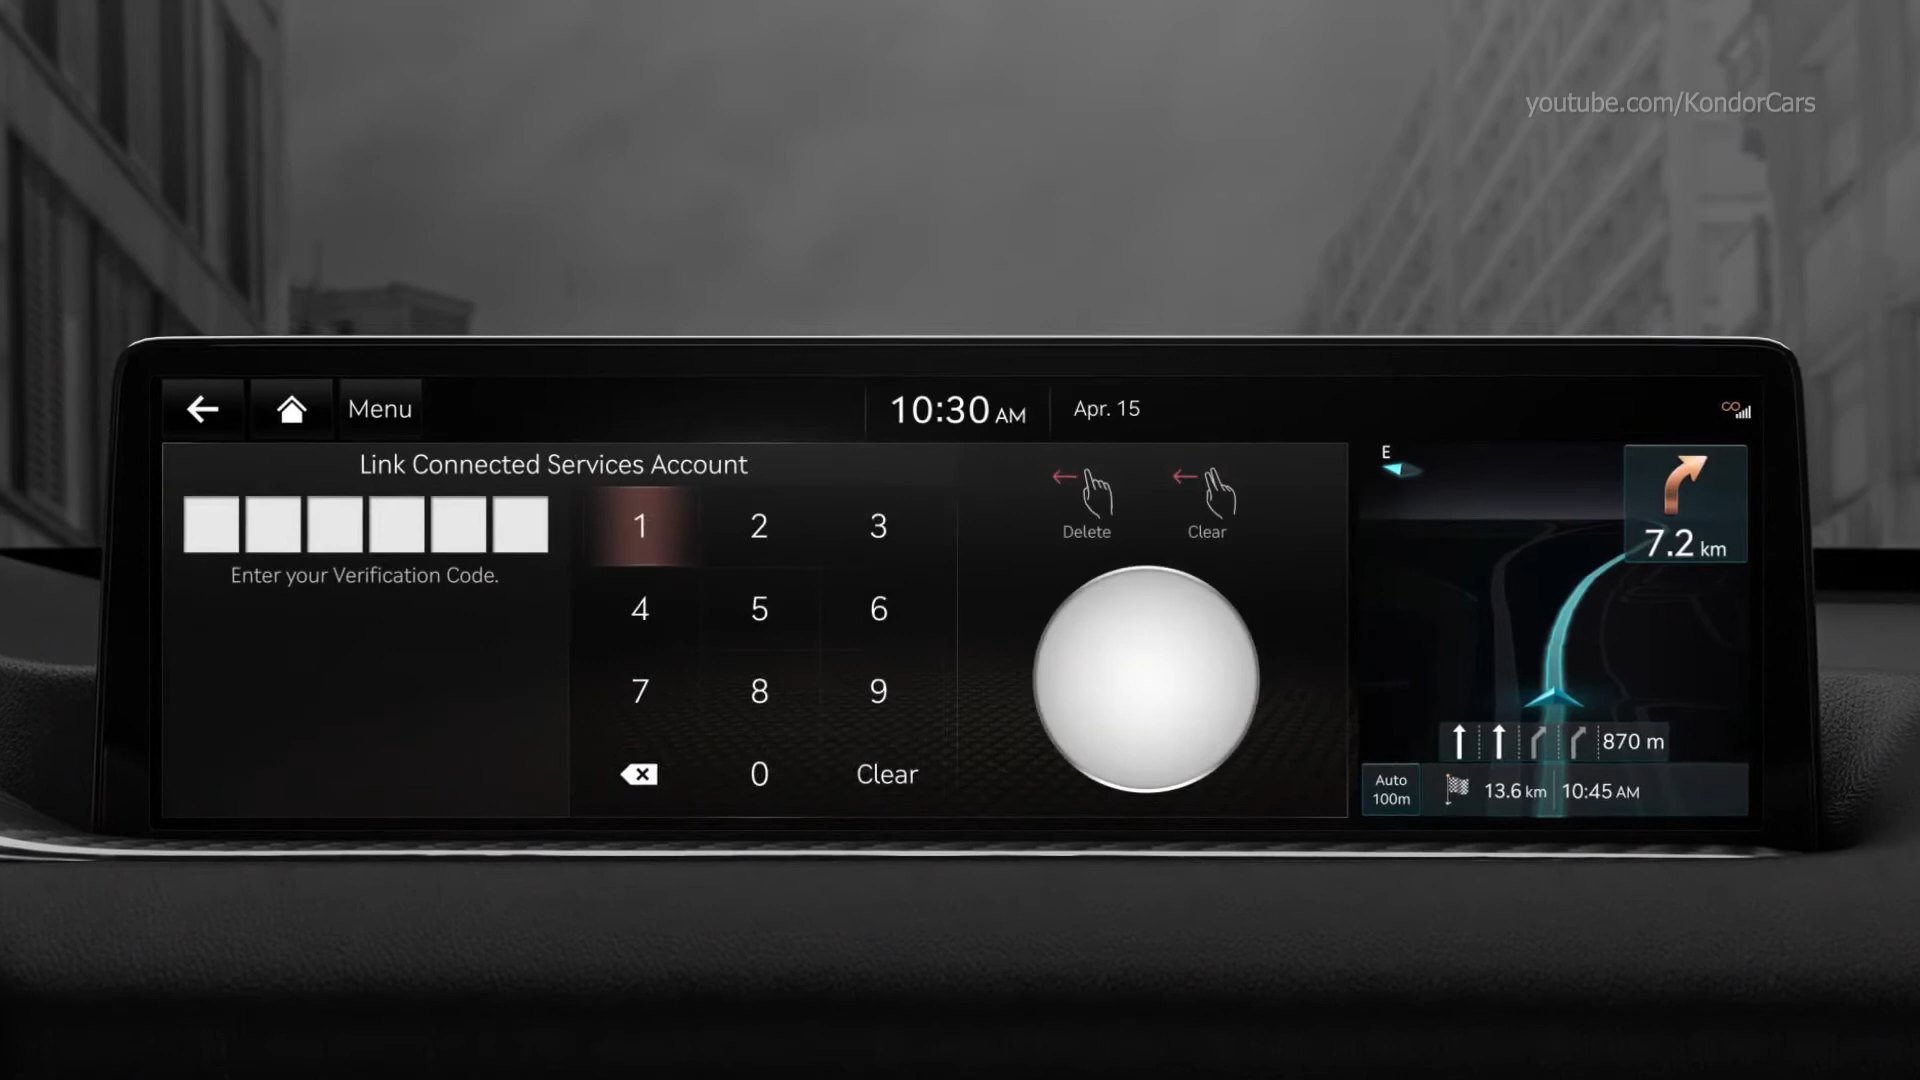 youtube.com/KondorCars
Menu
10:30 AM
Apr. 15
Link Connected Services Account
Enter your Verification Code.
1 2 3
4 5 6
7 8 9
0 Clear
Delete
Clear
E
7.2 km
870 m
Auto
100m
13.6 km
10:45 AM